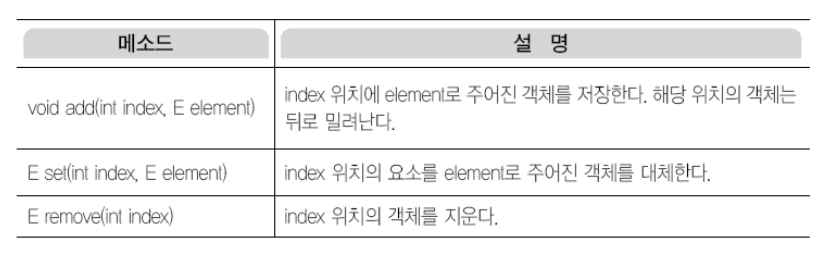 메소드 설 명
void add(int index, E element) index 위치에 element로 주어진 객체를 저장한다. 해당 위치의 객체는
뒤로 밀려난다.
E set(int index, E element) index 위치의 요소를 element로 주어진 객체를 대체한다.
E remove(int index) index 위치의 객체를 지운다.